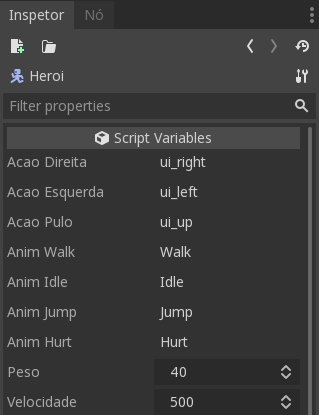 Inspetor Nó
Heroi
Filter properties
Script Variables
Acao Direita ui_right
Acao Esquerda ui_left
Acao Pulo ui_up
Anim Walk Walk
Anim Idle Idle
Anim Jump Jump
Anim Hurt Hurt
Peso 40
Velocidade 500